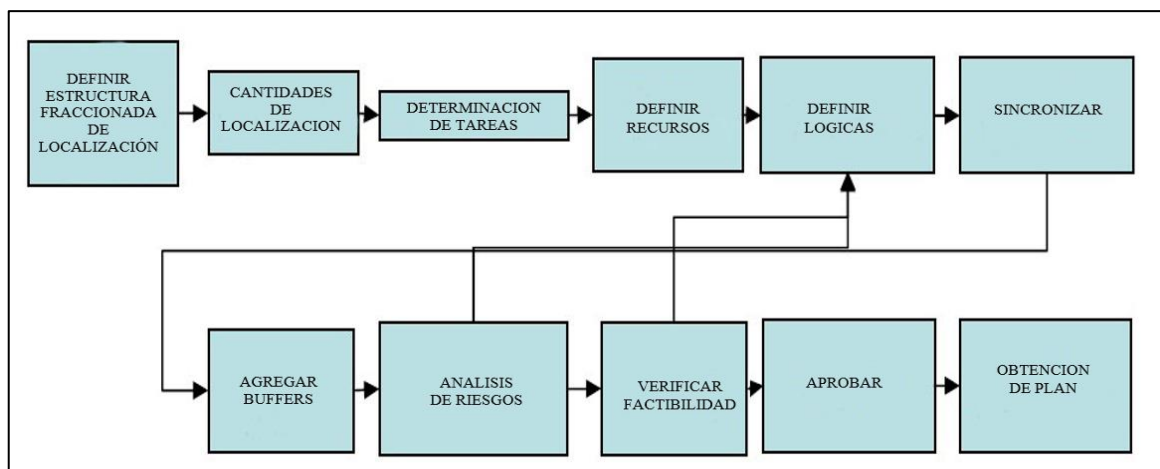 DEFINIR
ESTRUCTURA
FRACCIONADA
DE
LOCALIZACIÓN
CANTIDADES
DE
LOCALIZACION
DETERMINACION
DE TAREAS
DEFINIR
RECURSOS
DEFINIR
LOGICAS
SINCRONIZAR
AGREGAR
BUFFERS
ANALISIS
DE RIESGOS
VERIFICAR
FACTIBILIDAD
APROBAR
OBTENCION
DE PLAN